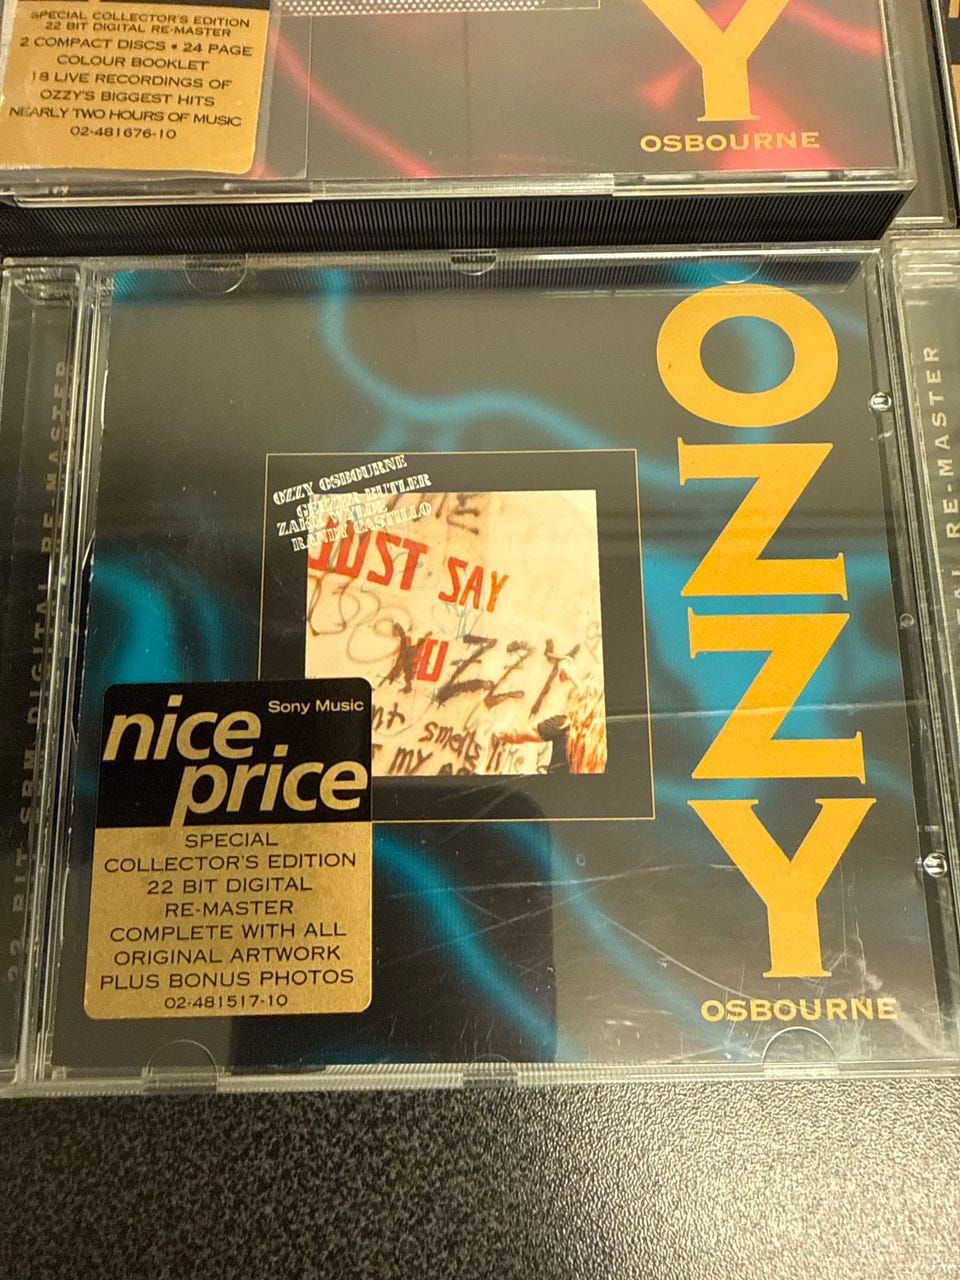 SPECIAL COLLECTOR'S EDITION
22 BIT DIGITAL RE-MASTER
2 COMPACT DISCS • 24 PAGE
COLOUR BOOKLET
18 LIVE RECORDINGS OF
OZZY'S BIGGEST HITS
NEARLY TWO HOURS OF MUSIC
02-481676-10
Y
OSBOURNE
22 BIT SBM DIGITAL RE-MASTER
OZZY OSBOURNE
GEEZER BUTLER
ZAKK WYLDE
RANDY CASTILLO
JUST SAY
NO OZZY
smells like
my
Sony Music
nice
price
SPECIAL
COLLECTOR'S EDITION
22 BIT DIGITAL
RE-MASTER
COMPLETE WITH ALL
ORIGINAL ARTWORK
PLUS BONUS PHOTOS
02-481517-10
OZZY
OSBOURNE
AL RE-MASTER